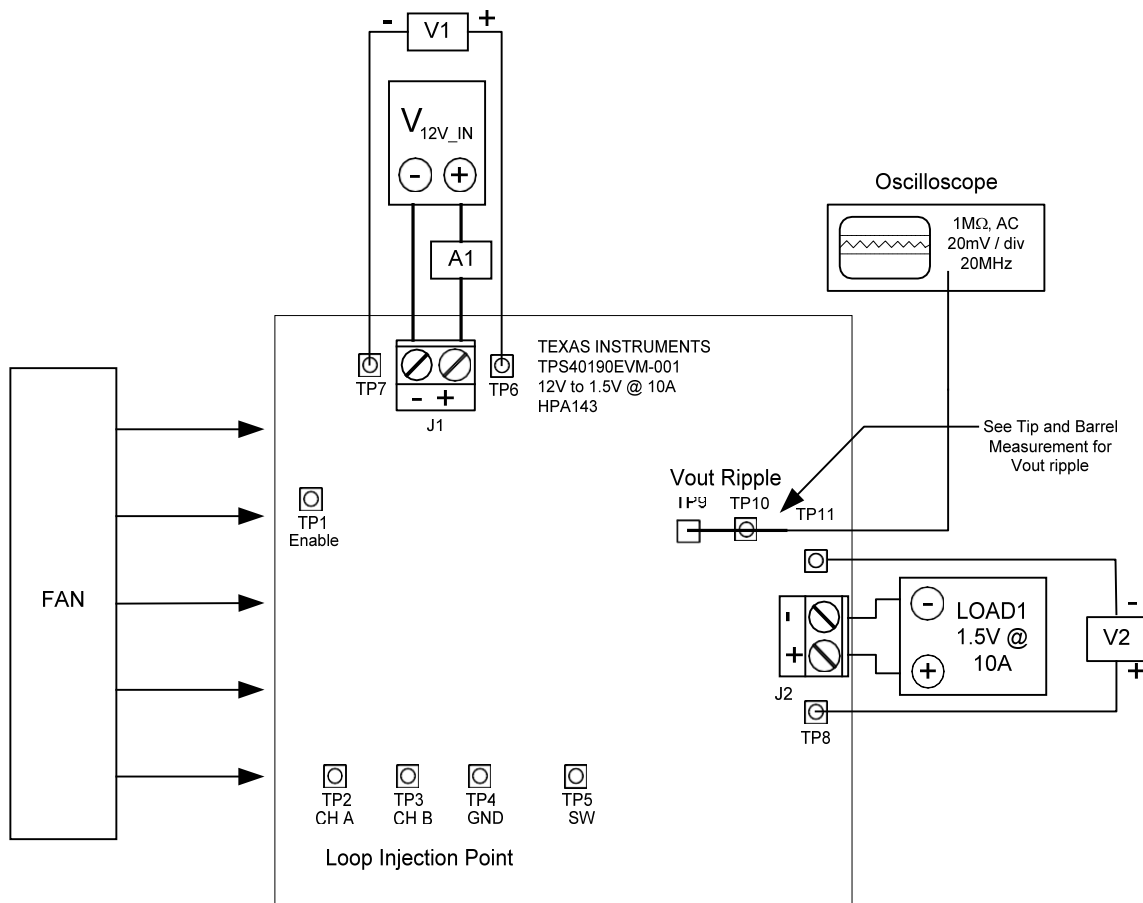 - V1 +
V12V_IN
- +
A1
Oscilloscope
1MΩ, AC
20mV / div
20MHz
TP7
- +
J1
TP6
TEXAS INSTRUMENTS
TPS40190EVM-001
12V to 1.5V @ 10A
HPA143
See Tip and Barrel
Measurement for
Vout ripple
Vout Ripple
TP9
TP10
TP11
TP1
Enable
FAN
-
+
J2
-
+
LOAD1
1.5V @
10A
-
V2
+
TP8
TP2
CH A
TP3
CH B
TP4
GND
TP5
SW
Loop Injection Point